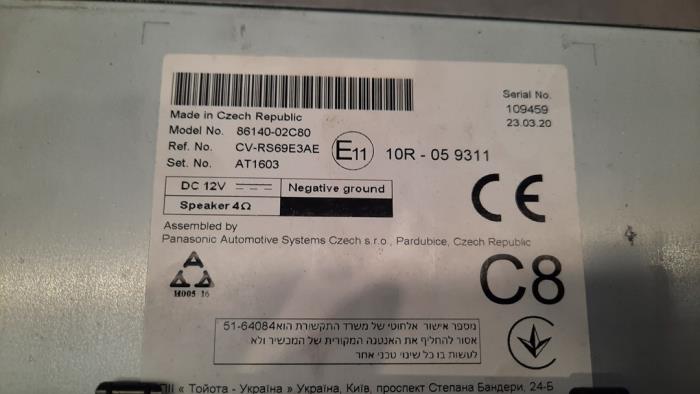 Made in Czech Republic
Model No. 86140-02C80
Ref. No. CV-RS69E3AE
Set. No. AT1603
E11 10R - 05 9311
Serial No.
109459
23.03.20
DC 12V
Negative ground
Speaker 4Ω
CE
Assembled by
Panasonic Automotive Systems Czech s.r.o., Pardubice, Czech Republic
H005 16
C8
מספר אישור אלחוטי של משרד התקשורת הוא 51-64084
אסור להחליף את האנטנה המקורית של המכשיר ולא
לעשות בו כל שינוי טכני אחר
ПІІ « Тойота - Україна » Україна, Київ, проспект Степана Бандери, 24-Б